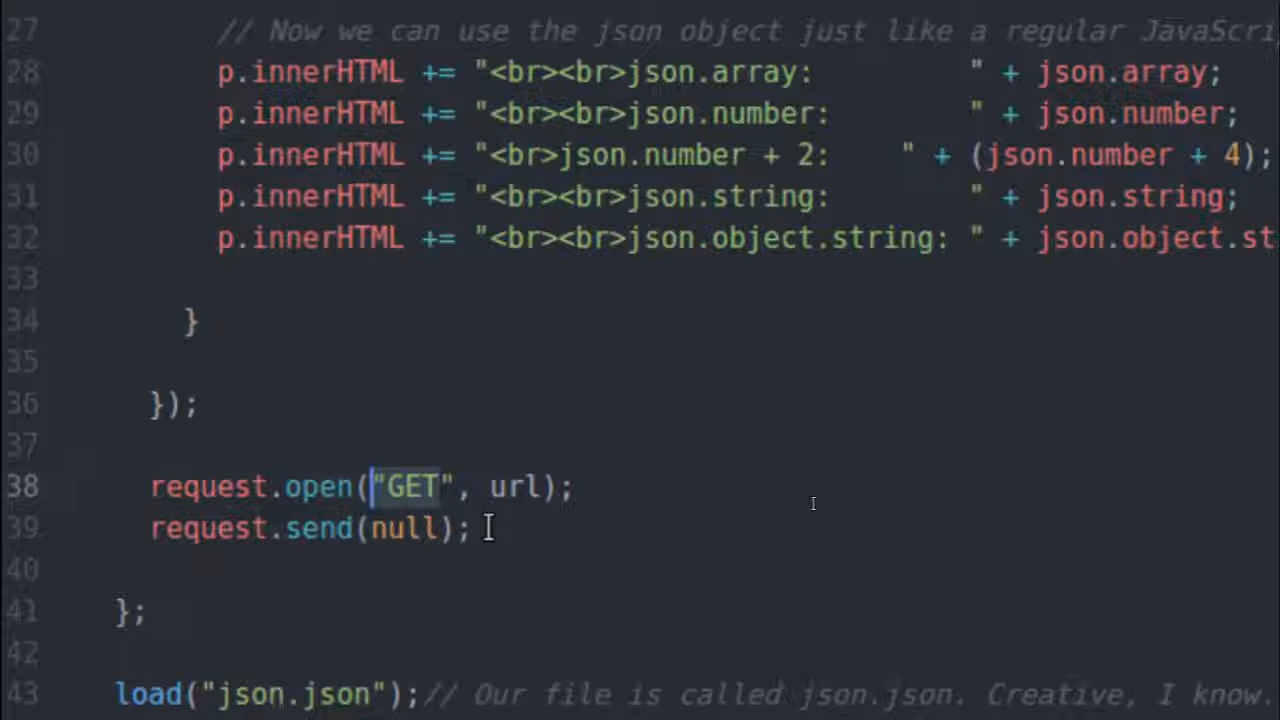 27 // Now we can use the json object just like a regular JavaScri
28 p.innerHTML += "<br><br>json.array:         " + json.array;
29 p.innerHTML += "<br><br>json.number:        " + json.number;
30 p.innerHTML += "<br>json.number + 2:    " + (json.number + 4);
31 p.innerHTML += "<br><br>json.string:        " + json.string;
32 p.innerHTML += "<br><br>json.object.string: " + json.object.st
33
34 }
35
36 });
37
38 request.open("GET", url);
39 request.send(null);
40
41 };
42
43 load("json.json");// Our file is called json.json. Creative, I know.